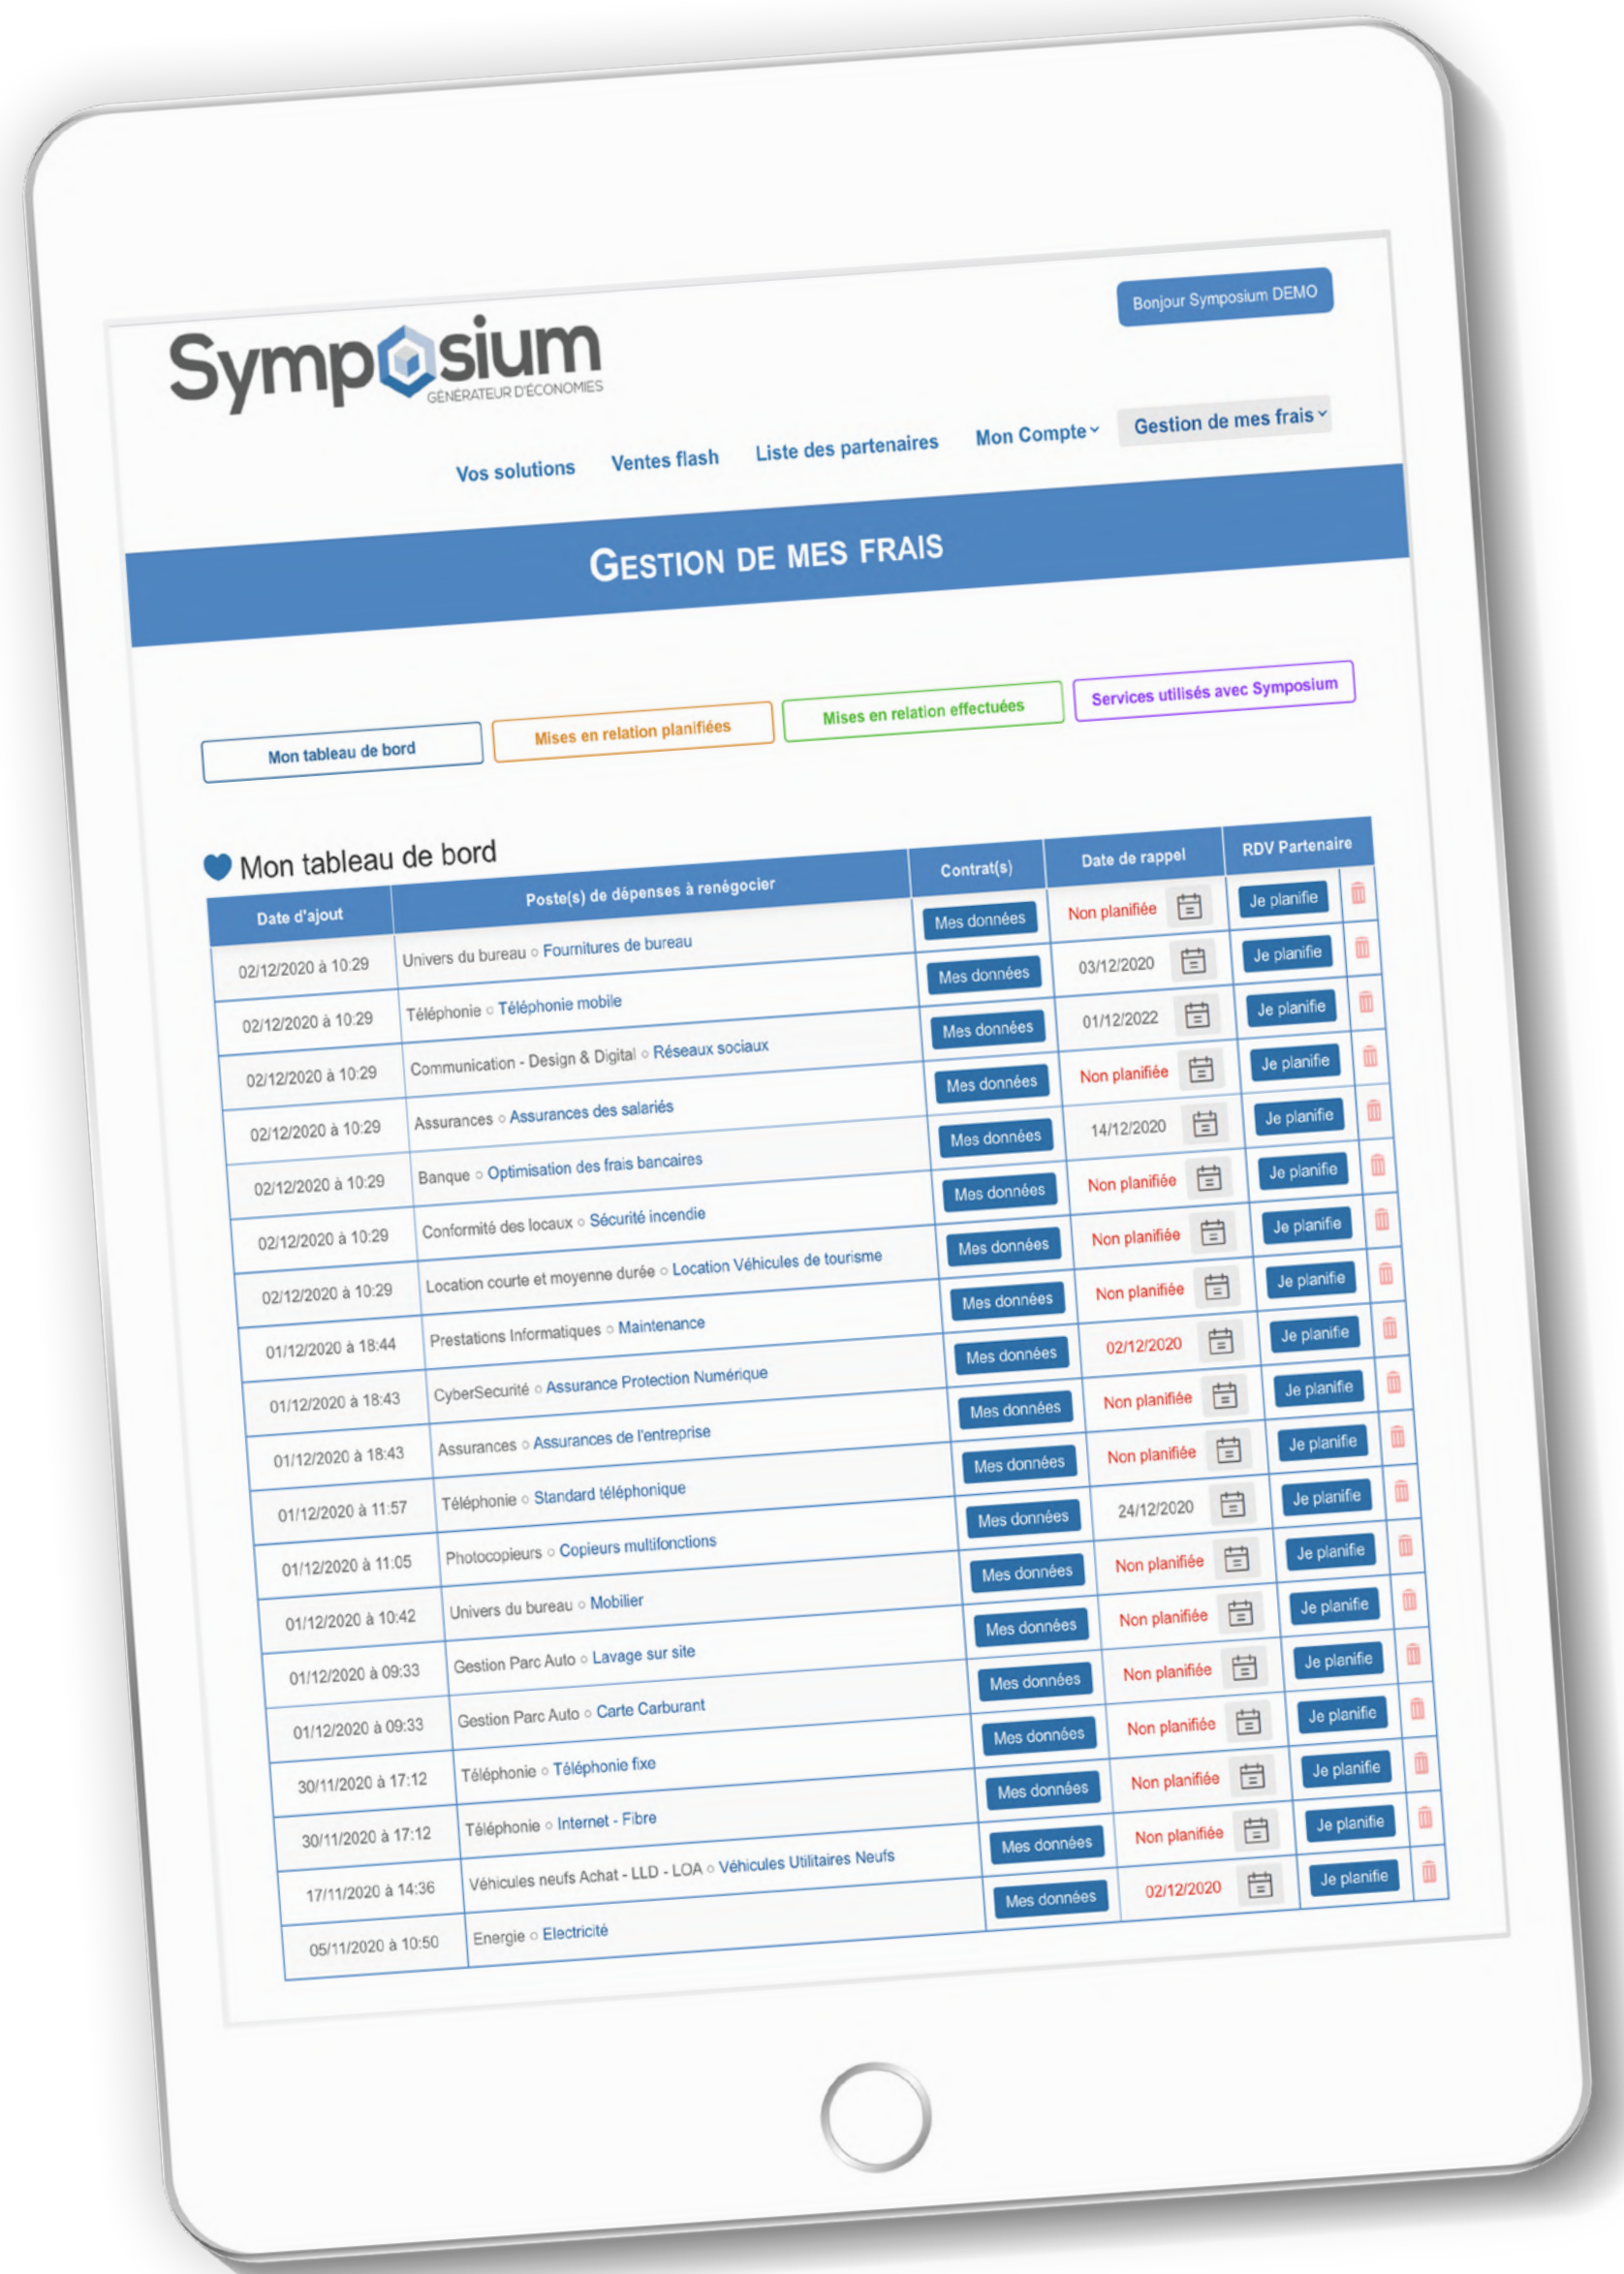 Bonjour Symposium DEMO
Symposium
GÉNÉRATEUR D'ÉCONOMIES
Vos solutions Ventes flash Liste des partenaires Mon Compte Gestion de mes frais
GESTION DE MES FRAIS
Mon tableau de bord Mises en relation planifiées Mises en relation effectuées Services utilisés avec Symposium
Mon tableau de bord
Date d'ajout Poste(s) de dépenses à renégocier Contrat(s) Date de rappel RDV Partenaire
02/12/2020 à 10:29 Univers du bureau ○ Fournitures de bureau Mes données Non planifiée Je planifie
02/12/2020 à 10:29 Téléphonie ○ Téléphonie mobile Mes données 03/12/2020 Je planifie
02/12/2020 à 10:29 Communication - Design & Digital ○ Réseaux sociaux Mes données 01/12/2022 Je planifie
02/12/2020 à 10:29 Assurances ○ Assurances des salariés Mes données Non planifiée Je planifie
02/12/2020 à 10:29 Banque ○ Optimisation des frais bancaires Mes données 14/12/2020 Je planifie
02/12/2020 à 10:29 Conformité des locaux ○ Sécurité incendie Mes données Non planifiée Je planifie
02/12/2020 à 10:29 Location courte et moyenne durée ○ Location Véhicules de tourisme Mes données Non planifiée Je planifie
01/12/2020 à 18:44 Prestations Informatiques ○ Maintenance Mes données Non planifiée Je planifie
01/12/2020 à 18:43 CyberSecurité ○ Assurance Protection Numérique Mes données 02/12/2020 Je planifie
01/12/2020 à 18:43 Assurances ○ Assurances de l'entreprise Mes données Non planifiée Je planifie
01/12/2020 à 11:57 Téléphonie ○ Standard téléphonique Mes données Non planifiée Je planifie
01/12/2020 à 11:05 Photocopieurs ○ Copieurs multifonctions Mes données 24/12/2020 Je planifie
01/12/2020 à 10:42 Univers du bureau ○ Mobilier Mes données Non planifiée Je planifie
01/12/2020 à 09:33 Gestion Parc Auto ○ Lavage sur site Mes données Non planifiée Je planifie
01/12/2020 à 09:33 Gestion Parc Auto ○ Carte Carburant Mes données Non planifiée Je planifie
30/11/2020 à 17:12 Téléphonie ○ Téléphonie fixe Mes données Non planifiée Je planifie
30/11/2020 à 17:12 Téléphonie ○ Internet - Fibre Mes données Non planifiée Je planifie
17/11/2020 à 14:36 Véhicules neufs Achat - LLD - LOA ○ Véhicules Utilitaires Neufs Mes données Non planifiée Je planifie
05/11/2020 à 10:50 Energie ○ Electricité Mes données 02/12/2020 Je planifie